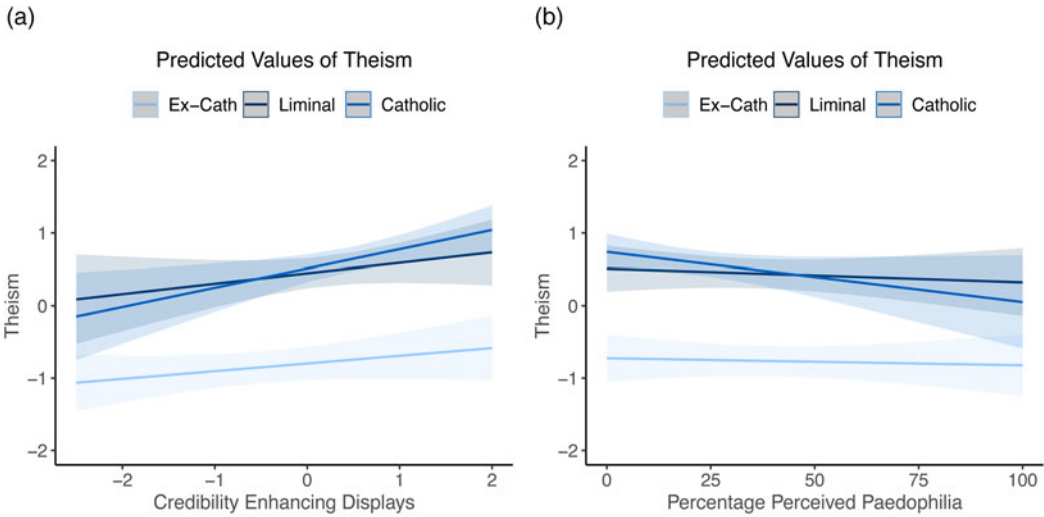 (a)
Predicted Values of Theism
Ex−Cath Liminal Catholic
2
1
0
−1
−2
Theism
−2 −1 0 1 2
Credibility Enhancing Displays
(b)
Predicted Values of Theism
Ex−Cath Liminal Catholic
2
1
0
−1
−2
Theism
0 25 50 75 100
Percentage Perceived Paedophilia